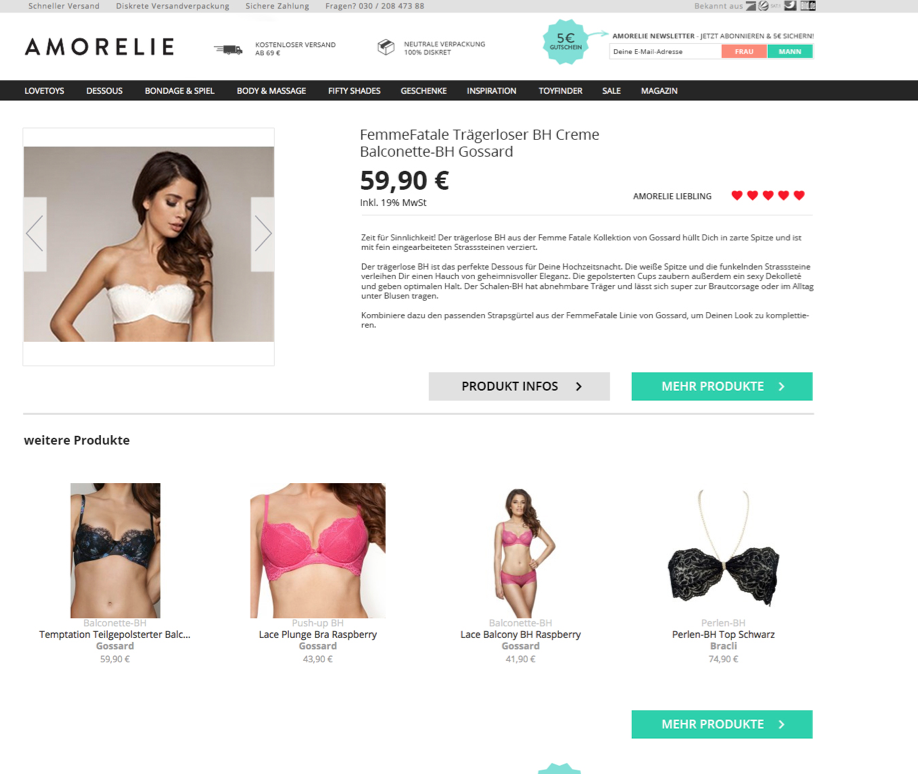 Schneller Versand Diskrete Versandverpackung Sichere Zahlung Fragen? 030 / 208 473 88
Bekannt aus
AMORELIE
KOSTENLOSER VERSAND
AB 69 €
NEUTRALE VERPACKUNG
100% DISKRET
5€
GUTSCHEIN
AMORELIE NEWSLETTER - JETZT ABONNIEREN & 5€ SICHERN!
Deine E-Mail-Adresse FRAU MANN
LOVETOYS DESSOUS BONDAGE & SPIEL BODY & MASSAGE FIFTY SHADES GESCHENKE INSPIRATION TOYFINDER SALE MAGAZIN
FemmeFatale Trägerloser BH Creme
Balconette-BH Gossard
59,90 €
Inkl. 19% MwSt
AMORELIE LIEBLING
Zeit für Sinnlichkeit! Der trägerlose BH aus der Femme Fatale Kollektion von Gossard hüllt Dich in zarte Spitze und ist
mit fein eingearbeiteten Strasssteinen verziert.
Der trägerlose BH ist das perfekte Dessous für Deine Hochzeitsnacht. Die weiße Spitze und die funkelnden Strasssteine
verleihen Dir einen Hauch von geheimnisvoller Eleganz. Die gepolsterten Cups zaubern außerdem ein sexy Dekolleté
und geben optimalen Halt. Der Schalen-BH hat abnehmbare Träger und lässt sich super zur Brautcorsage oder im Alltag
unter Blusen tragen.
Kombiniere dazu den passenden Strapsgürtel aus der FemmeFatale Linie von Gossard, um Deinen Look zu komplettie-
ren.
PRODUKT INFOS
MEHR PRODUKTE
weitere Produkte
Balconette-BH
Temptation Teilgepolsterter Balc...
Gossard
59,90 €
Push-up BH
Lace Plunge Bra Raspberry
Gossard
43,90 €
Balconette-BH
Lace Balcony BH Raspberry
Gossard
41,90 €
Perlen-BH
Perlen-BH Top Schwarz
Bracli
74,90 €
MEHR PRODUKTE